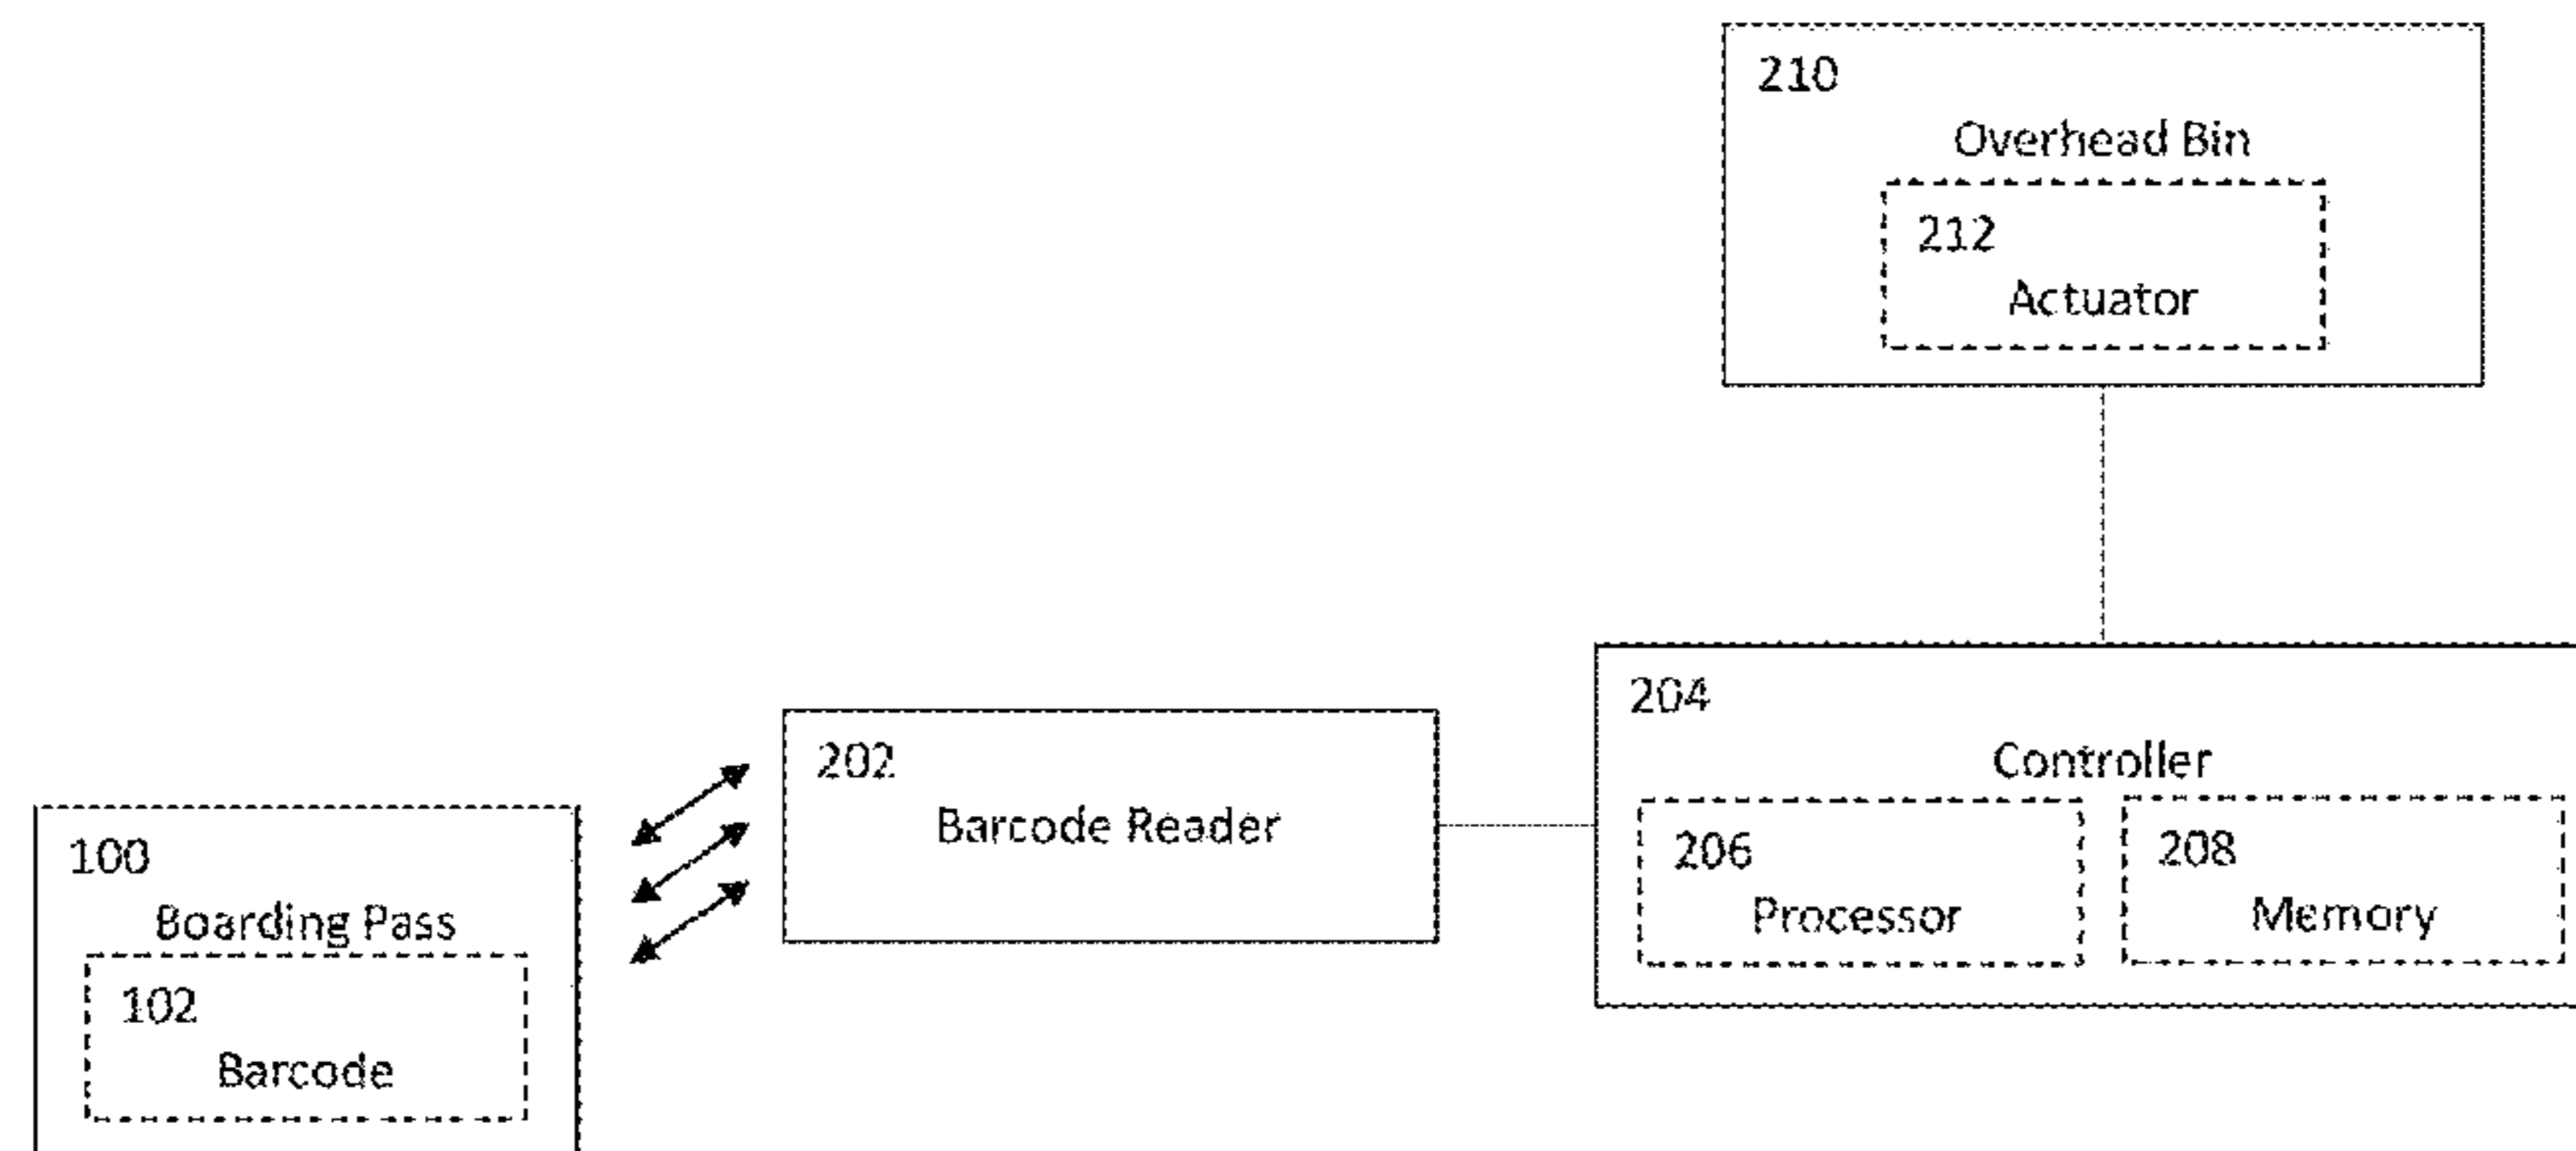 210
Overhead Bin
212
Actuator
204
Controller
206
Processor
208
Memory
202
Barcode Reader
100
Boarding Pass
102
Barcode